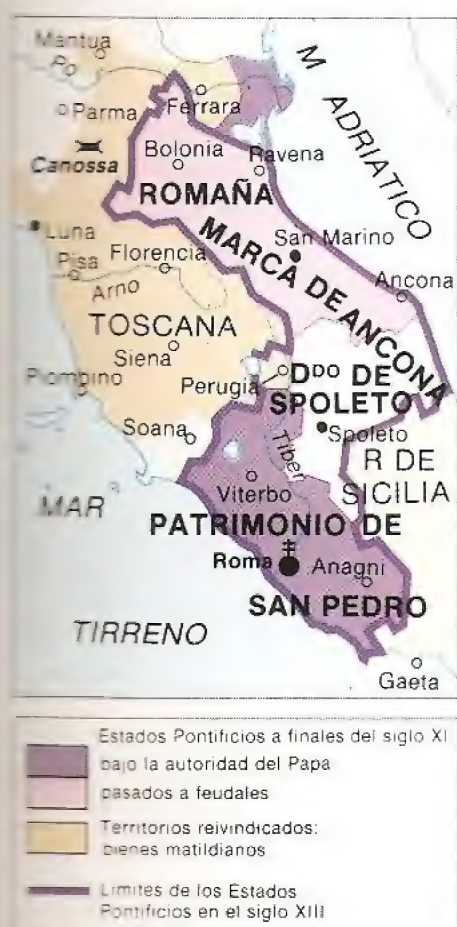 Mantua
Po
Parma
Ferrara
M ADRIATICO
Canossa
Bolonia
Ravena
ROMAÑA
Luna
San Marino
MARCA DE ANCONA
Pisa
Florencia
Ancona
Arno
TOSCANA
Siena
Piombino
Perugia
Dᴰᴼ DE
SPOLETO
Soana
Spoleto
Tiber
R DE
SICILIA
Viterbo
MAR
PATRIMONIO DE
Roma
Anagni
SAN PEDRO
TIRRENO
Gaeta
Estados Pontificios a finales del siglo XI
bajo la autoridad del Papa
pasados a feudales
Territorios reivindicados:
bienes matildianos
Limites de los Estados
Pontificios en el siglo XIII